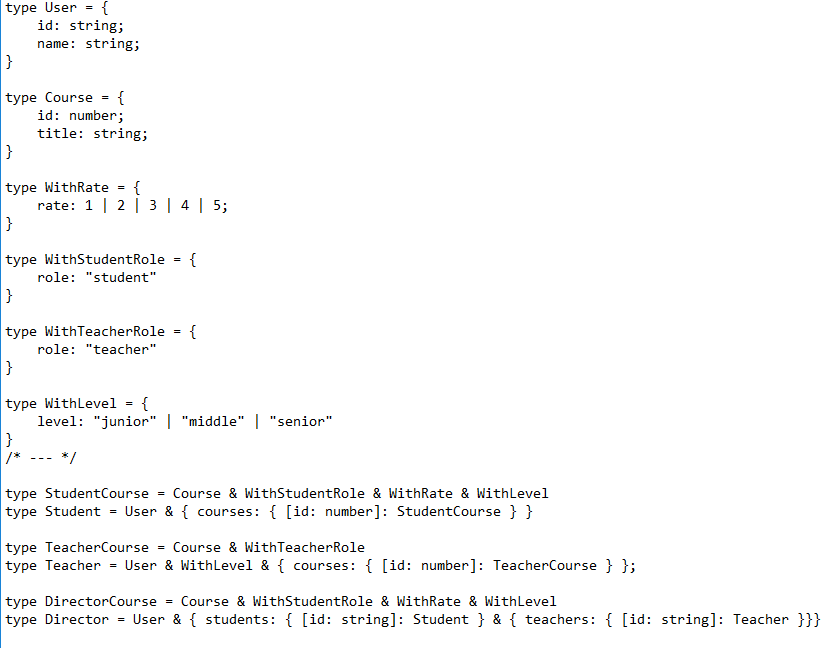 type User = {
    id: string;
    name: string;
}

type Course = {
    id: number;
    title: string;
}

type WithRate = {
    rate: 1 | 2 | 3 | 4 | 5;
}

type WithStudentRole = {
    role: "student"
}

type WithTeacherRole = {
    role: "teacher"
}

type WithLevel = {
    level: "junior" | "middle" | "senior"
}
/* --- */

type StudentCourse = Course & WithStudentRole & WithRate & WithLevel
type Student = User & { courses: { [id: number]: StudentCourse } }

type TeacherCourse = Course & WithTeacherRole
type Teacher = User & WithLevel & { courses: { [id: number]: TeacherCourse } };

type DirectorCourse = Course & WithStudentRole & WithRate & WithLevel
type Director = User & { students: { [id: string]: Student } & { teachers: { [id: string]: Teacher }}}